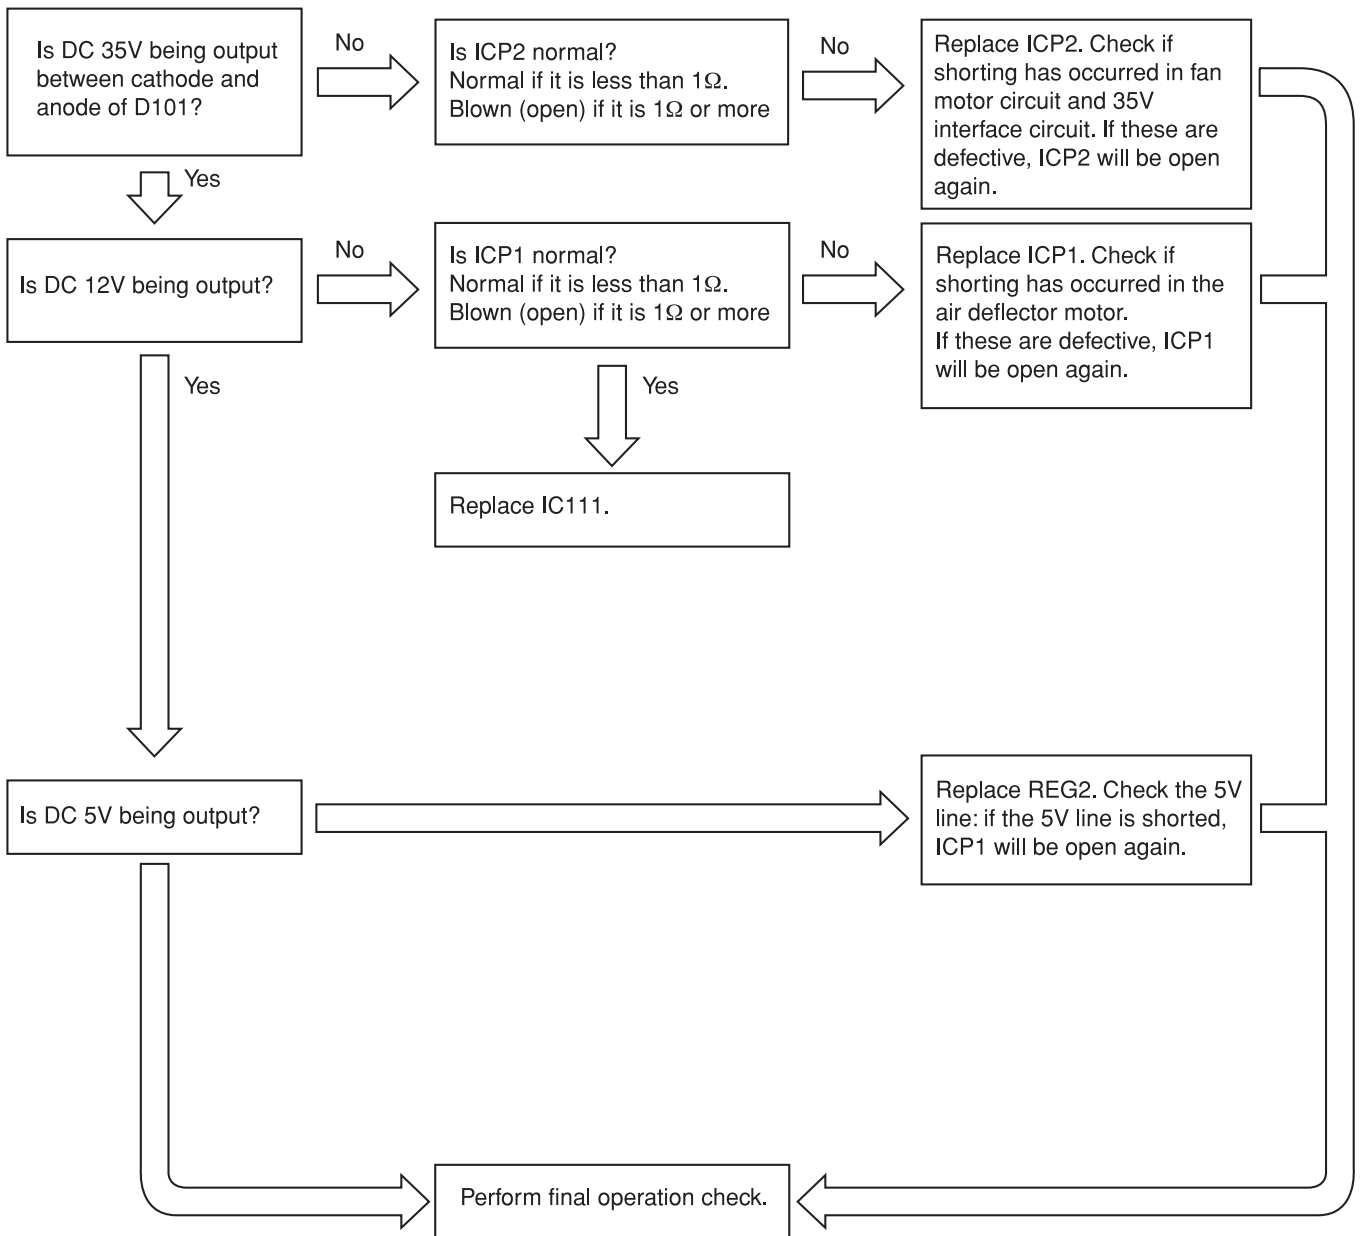 Is DC 35V being output
between cathode and
anode of D101?
No
Is ICP2 normal?
Normal if it is less than 1Ω.
Blown (open) if it is 1Ω or more
No
Replace ICP2. Check if
shorting has occurred in fan
motor circuit and 35V
interface circuit. If these are
defective, ICP2 will be open
again.
Yes
Is DC 12V being output?
No
Is ICP1 normal?
Normal if it is less than 1Ω.
Blown (open) if it is 1Ω or more
No
Replace ICP1. Check if
shorting has occurred in the
air deflector motor.
If these are defective, ICP1
will be open again.
Yes
Yes
Replace IC111.
Is DC 5V being output?
Replace REG2. Check the 5V
line: if the 5V line is shorted,
ICP1 will be open again.
Perform final operation check.